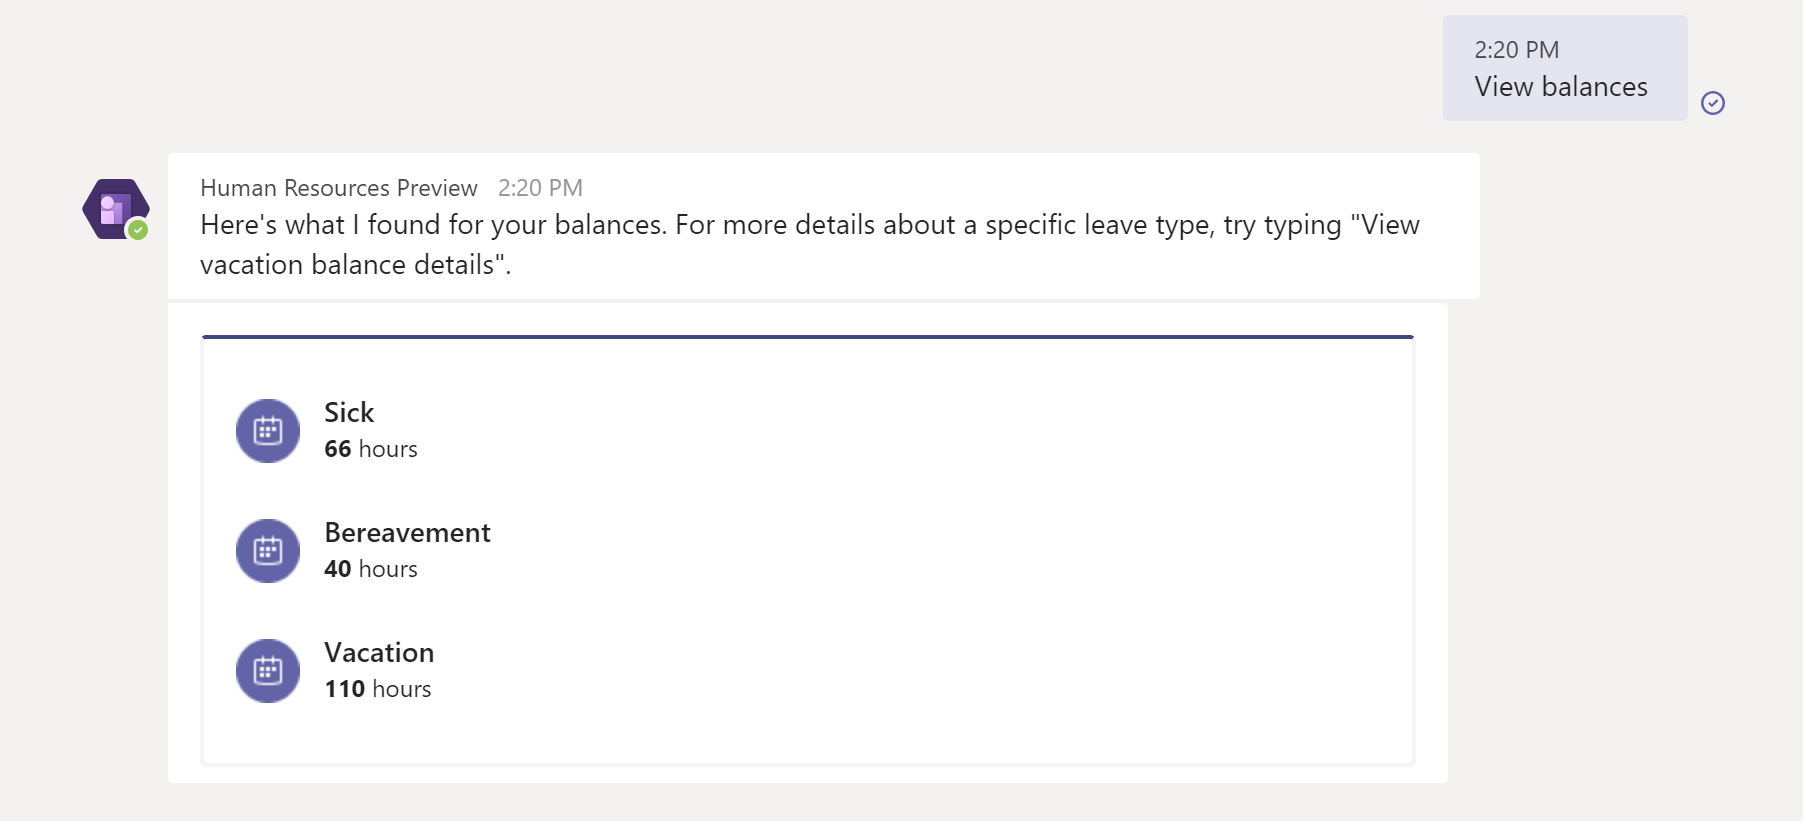 2:20 PM
View balances
Human Resources Preview 2:20 PM
Here's what I found for your balances. For more details about a specific leave type, try typing "View
vacation balance details".
Sick
66 hours
Bereavement
40 hours
Vacation
110 hours